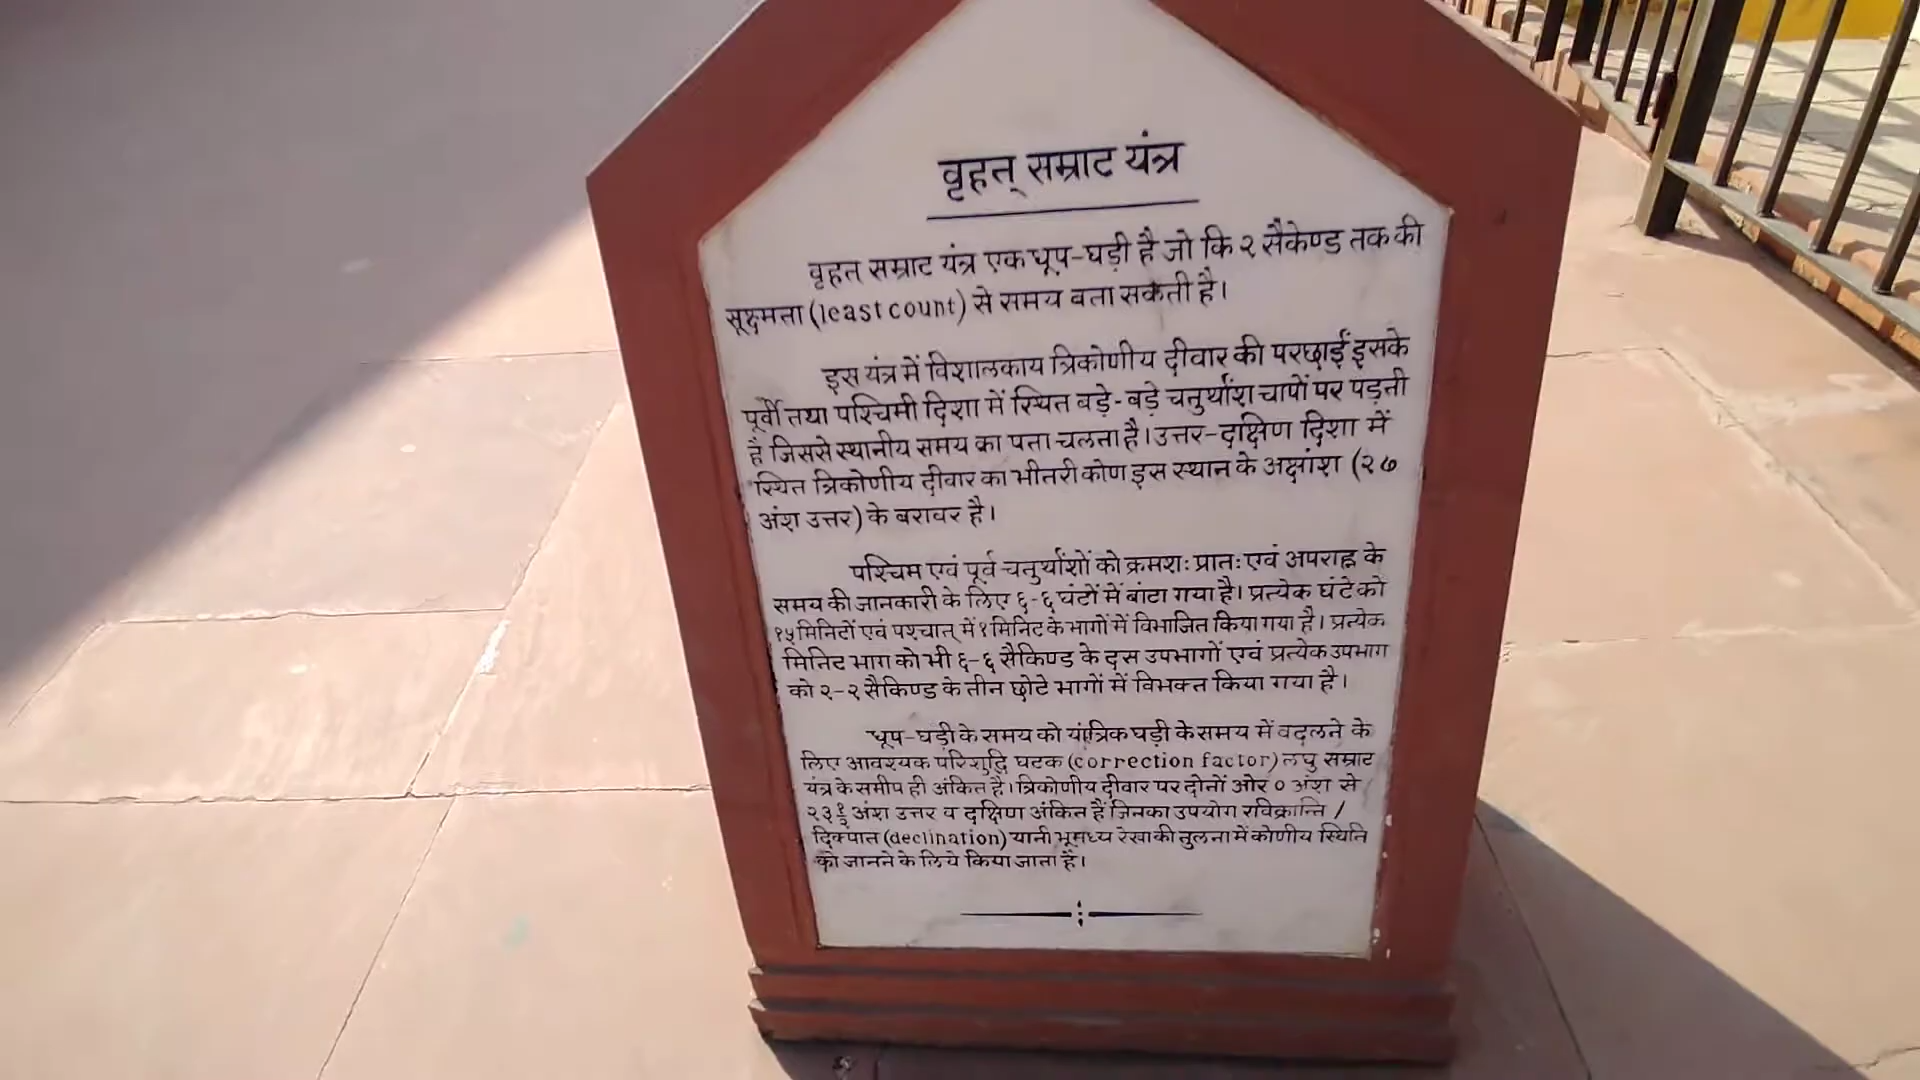 वृहत् सम्राट यंत्र
वृहत सम्राट यंत्र एक धूप-घड़ी है जो कि २ सैकेण्ड तक की
सूक्ष्मता (least count) से समय बता सकती है।
इस यंत्र में विशालकाय त्रिकोणीय दीवार की परछाईं इसके
पूर्वी तथा पश्चिमी दिशा में स्थित बड़े-बड़े चतुर्थांश चापों पर पड़ती
है जिससे स्थानीय समय का पता चलता है। उत्तर-दक्षिण दिशा में
स्थित त्रिकोणीय दीवार का भीतरी कोण इस स्थान के अक्षांश (२७
अंश उत्तर) के बराबर है।
पश्चिम एवं पूर्व चतुर्थांशों को क्रमशः प्रातः एवं अपराह्न के
समय की जानकारी के लिए ६-६ घंटों में बांटा गया है। प्रत्येक घंटे को
१५ मिनिटों एवं पश्चात् में १ मिनिट के भागों में विभाजित किया गया है। प्रत्येक
मिनिट भाग को भी ६-६ सैकिण्ड के दस उपभागों एवं प्रत्येक उपभाग
को २-२ सैकिण्ड के तीन छोटे भागों में विभक्त किया गया है।
धूप-घड़ी के समय को यांत्रिक घड़ी के समय में बदलने के
लिए आवश्यक परिशुद्धि घटक (correction factor) लघु सम्राट
यंत्र के समीप ही अंकित है। त्रिकोणीय दीवार पर दोनों ओर ० अंश से
२३ १/२ अंश उत्तर व दक्षिण अंकित हैं जिनका उपयोग रविक्रान्ति /
दिक्पात (declination) यानी भूमध्य रेखा की तुलना में कोणीय स्थिति
को जानने के लिये किया जाता है।